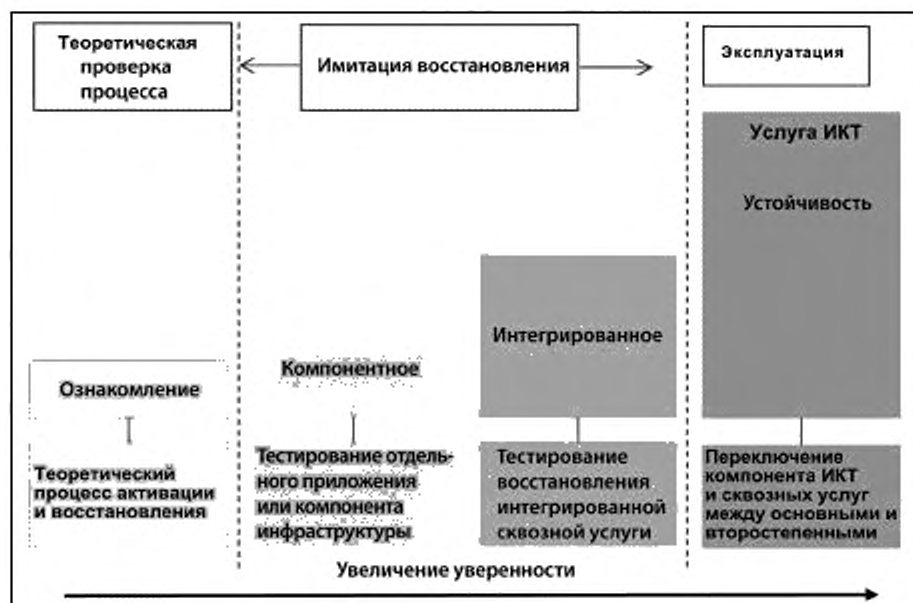 Теоретическая
проверка
процесса
Имитация восстановления
Эксплуатация
Услуга ИКТ
Устойчивость
Интегрированное
Компонентное
Ознакомление
Теоретический
процесс активации
и восстановления
Тестирование отдель-
ного приложения
или компонента
инфраструктуры
Тестирование
восстановления
интегрированной
сквозной услуги
Переключение
компонента ИКТ
и сквозных услуг
между основными и
второстепенными
Увеличение уверенности